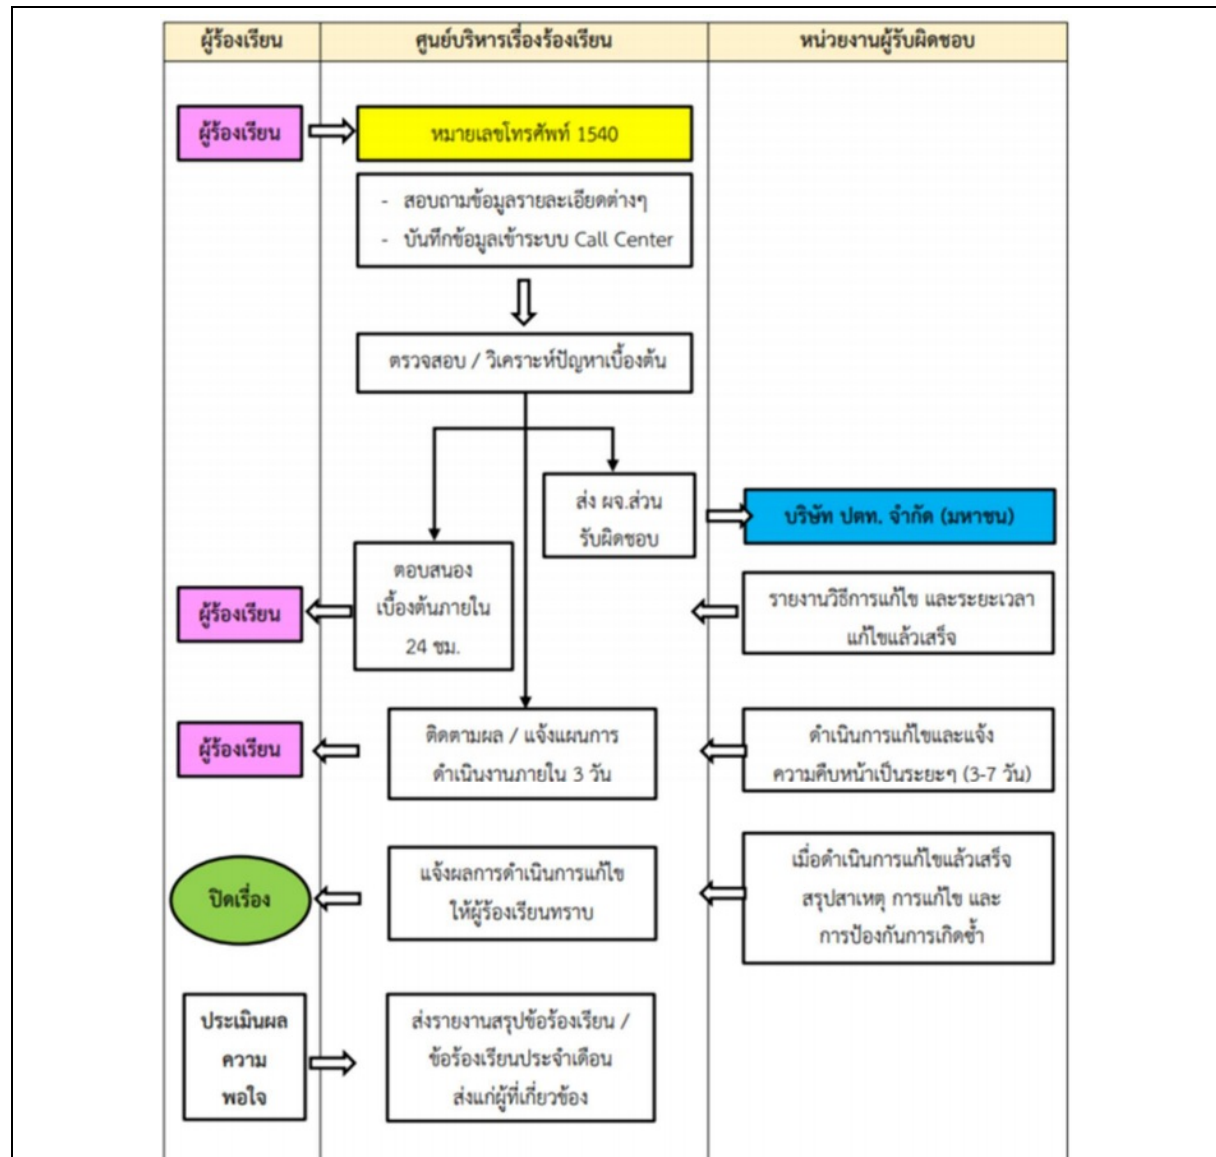 ผู้ร้องเรียน
ศูนย์บริหารเรื่องร้องเรียน
หน่วยงานผู้รับผิดชอบ
ผู้ร้องเรียน
หมายเลขโทรศัพท์ 1540
- สอบถามข้อมูลรายละเอียดต่างๆ
- บันทึกข้อมูลเข้าระบบ Call Center
ตรวจสอบ / วิเคราะห์ปัญหาเบื้องต้น
ส่ง ผจ.ส่วน
รับผิดชอบ
บริษัท ปตท. จำกัด (มหาชน)
ผู้ร้องเรียน
ตอบสนอง
เบื้องต้นภายใน
24 ชม.
รายงานวิธีการแก้ไข และระยะเวลา
แก้ไขแล้วเสร็จ
ผู้ร้องเรียน
ติดตามผล / แจ้งแผนการ
ดำเนินงานภายใน 3 วัน
ดำเนินการแก้ไขและแจ้ง
ความคืบหน้าเป็นระยะๆ (3-7 วัน)
ปิดเรื่อง
แจ้งผลการดำเนินการแก้ไข
ให้ผู้ร้องเรียนทราบ
เมื่อดำเนินการแก้ไขแล้วเสร็จ
สรุปสาเหตุ การแก้ไข และ
การป้องกันการเกิดซ้ำ
ประเมินผล
ความ
พอใจ
ส่งรายงานสรุปข้อร้องเรียน /
ข้อร้องเรียนประจำเดือน
ส่งแก่ผู้ที่เกี่ยวข้อง